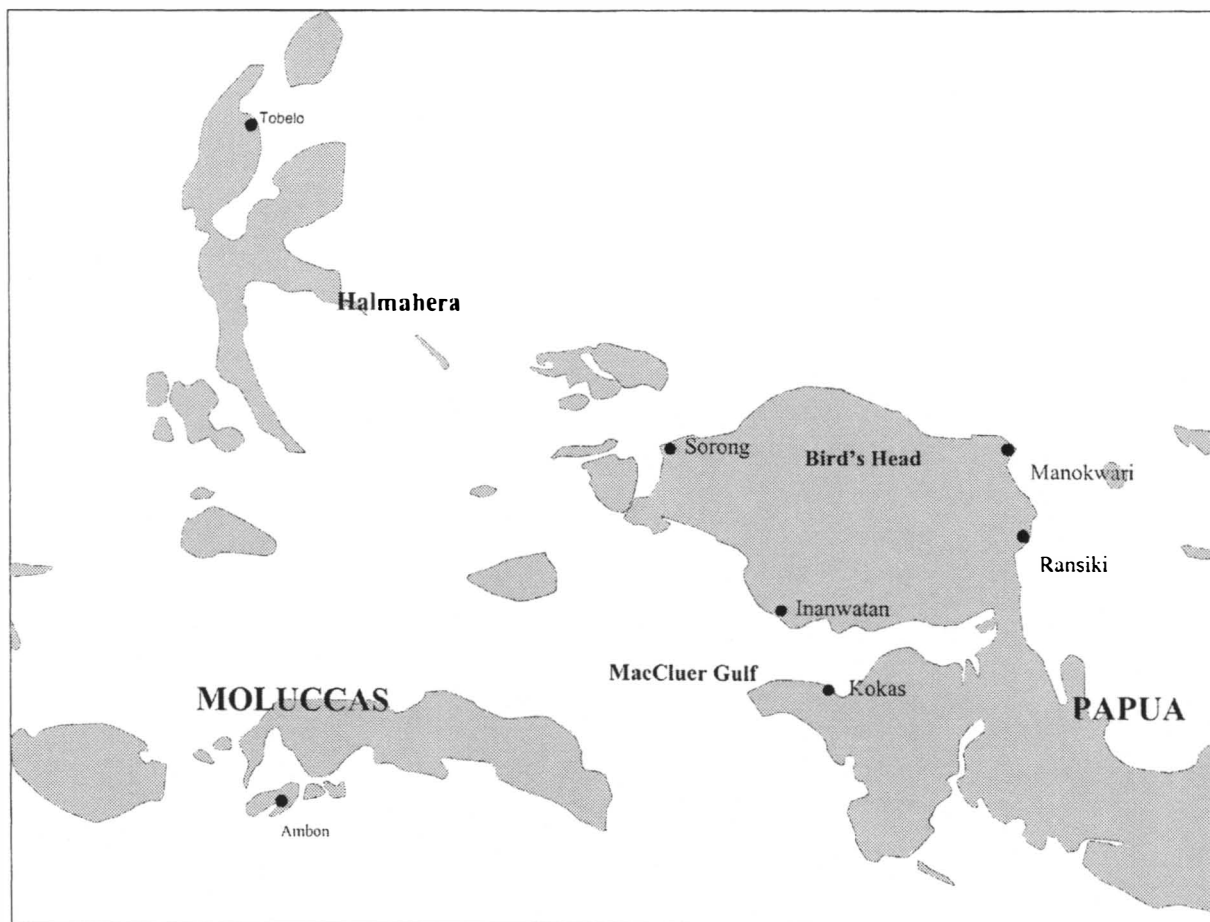 Tobelo
Halmahera
Sorong
Bird's Head
Manokwari
Ransiki
Inanwatan
MacCluer Gulf
Kokas
MOLUCCAS
PAPUA
Ambon